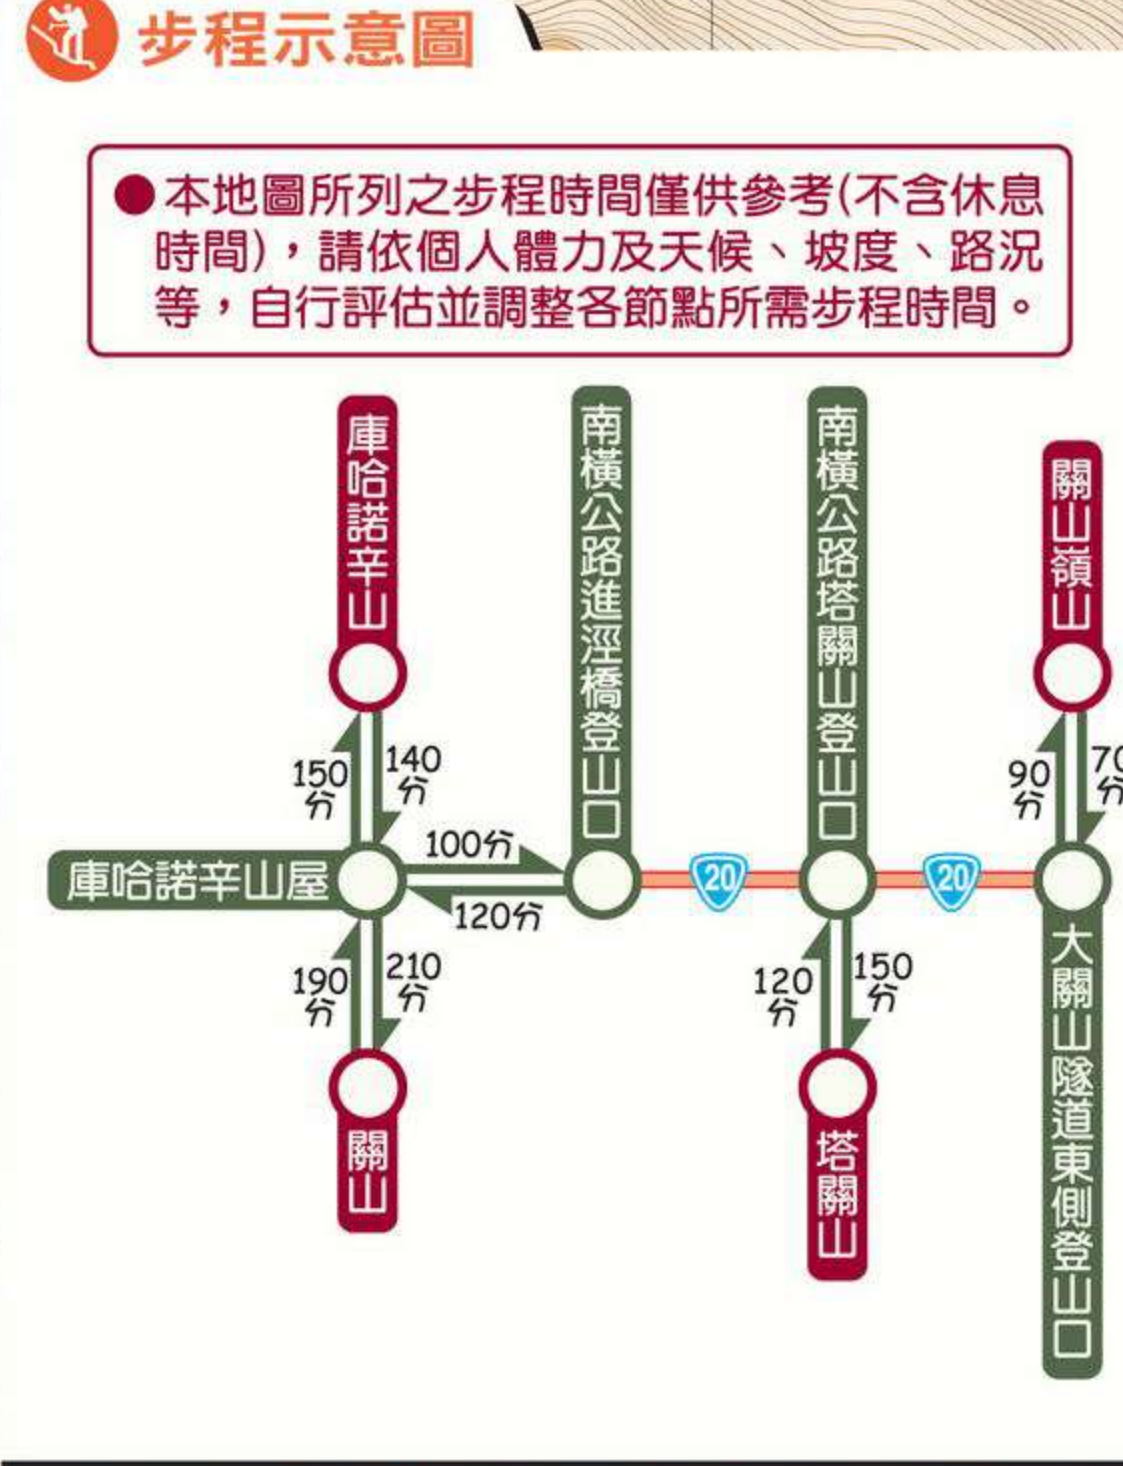 步程示意圖
●本地圖所列之步程時間僅供參考(不含休息
時間)，請依個人體力及天候、坡度、路況
等，自行評估並調整各節點所需步程時間。
庫哈諾辛山
南橫公路進涇橋登山口
南橫公路塔關山登山口
關山嶺山
150分
140分
90分
70分
庫哈諾辛山屋
100分
120分
20
20
190分
210分
120分
150分
大關山隧道東側登山口
關山
塔關山